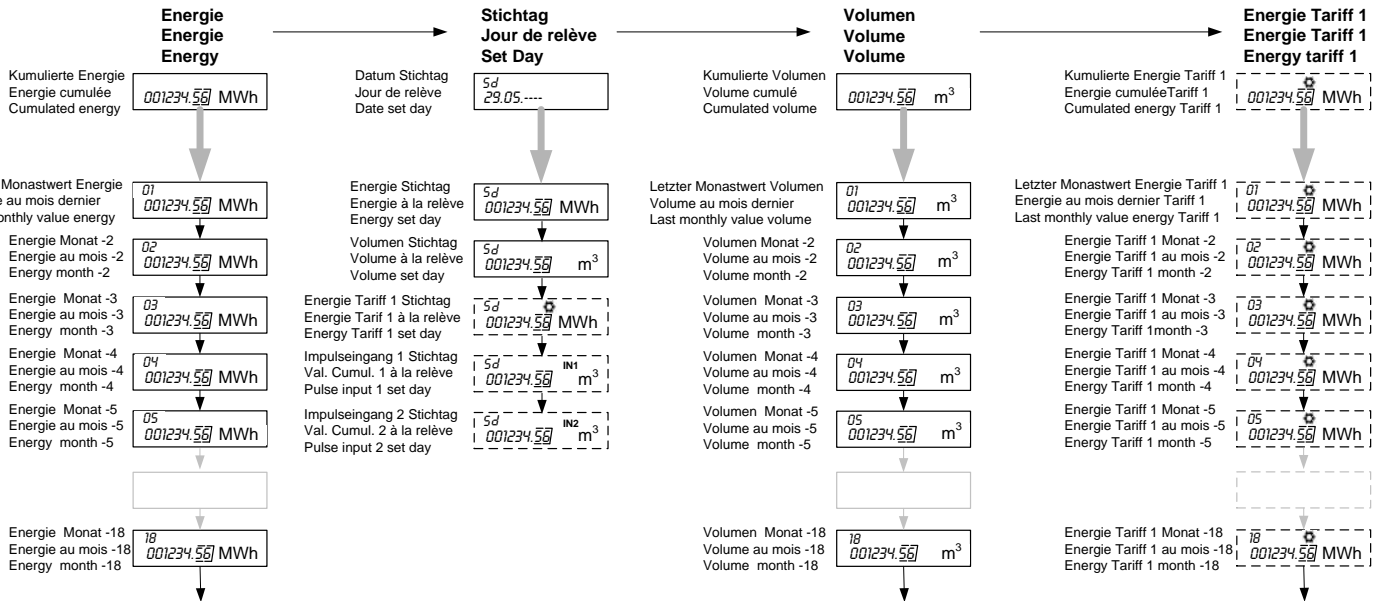 Energie
Energie
Energy
Kumulierte Energie
Energie cumulée
Cumulated energy
001234.56 MWh
Monastwert Energie
au mois dernier
value energy
01
001234.56 MWh
Energie Monat -2
Energie au mois -2
Energy month -2
02
001234.56 MWh
Energie Monat -3
Energie au mois -3
Energy month -3
03
001234.56 MWh
Energie Monat -4
Energie au mois -4
Energy month -4
04
001234.56 MWh
Energie Monat -5
Energie au mois -5
Energy month -5
05
001234.56 MWh
Energie Monat -18
Energie au mois -18
Energy month -18
18
001234.56 MWh
Stichtag
Jour de relève
Set Day
Datum Stichtag
Jour de relève
Date set day
Sd
29.05.----
Energie Stichtag
Energie à la relève
Energy set day
Sd
001234.56 MWh
Volumen Stichtag
Volume à la relève
Volume set day
Sd
001234.56 m³
Energie Tariff 1 Stichtag
Energie Tarif 1 à la relève
Energy Tariff 1 set day
Sd
001234.56 MWh
Impulseingang 1 Stichtag
Val. Cumul. 1 à la relève
Pulse input 1 set day
Sd IN1
001234.56 m³
Impulseingang 2 Stichtag
Val. Cumul. 2 à la relève
Pulse input 2 set day
Sd IN2
001234.56 m³
Volumen
Volume
Volume
Kumulierte Volumen
Volume cumulé
Cumulated volume
001234.56 m³
Letzter Monastwert Volumen
Volume au mois dernier
Last monthly value volume
01
001234.56 m³
Volumen Monat -2
Volume au mois -2
Volume month -2
02
001234.56 m³
Volumen Monat -3
Volume au mois -3
Volume month -3
03
001234.56 m³
Volumen Monat -4
Volume au mois -4
Volume month -4
04
001234.56 m³
Volumen Monat -5
Volume au mois -5
Volume month -5
05
001234.56 m³
Volumen Monat -18
Volume au mois -18
Volume month -18
18
001234.56 m³
Energie Tariff 1
Energie Tariff 1
Energy tariff 1
Kumulierte Energie Tariff 1
Energie cumuléeTariff 1
Cumulated energy Tariff 1
001234.56 MWh
Letzter Monastwert Energie Tariff 1
Energie au mois dernier Tariff 1
Last monthly value energy Tariff 1
01
001234.56 MWh
Energie Tariff 1 Monat -2
Energie Tariff 1 au mois -2
Energy Tariff 1 month -2
02
001234.56 MWh
Energie Tariff 1 Monat -3
Energie Tariff 1 au mois -3
Energy Tariff 1month -3
03
001234.56 MWh
Energie Tariff 1 Monat -4
Energie Tariff 1 au mois -4
Energy Tariff 1 month -4
04
001234.56 MWh
Energie Tariff 1 Monat -5
Energie Tariff 1 au mois -5
Energy Tariff 1 month -5
05
001234.56 MWh
Energie Tariff 1 Monat -18
Energie Tariff 1 au mois -18
Energy Tariff 1 month -18
18
001234.56 MWh